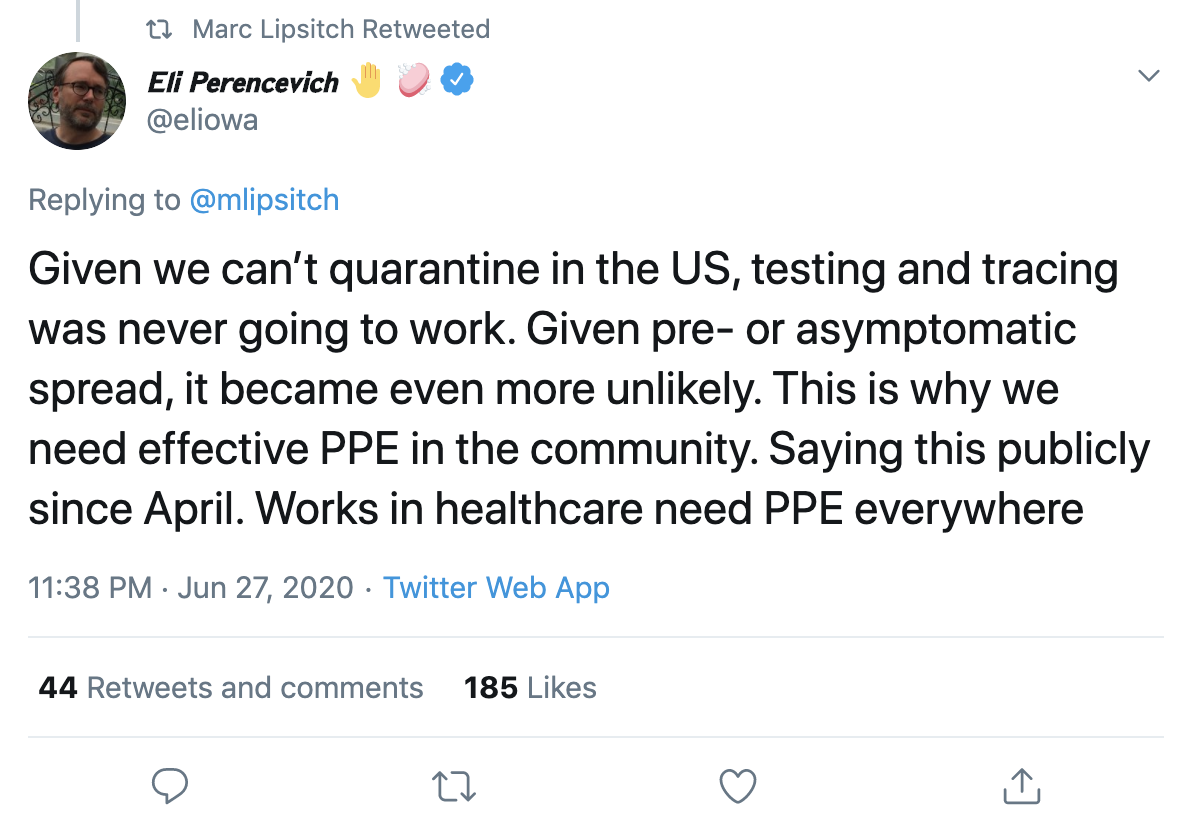 Marc Lipsitch Retweeted
Eli Perencevich
@eliowa
Replying to @mlipsitch
Given we can’t quarantine in the US, testing and tracing
was never going to work. Given pre- or asymptomatic
spread, it became even more unlikely. This is why we
need effective PPE in the community. Saying this publicly
since April. Works in healthcare need PPE everywhere
11:38 PM · Jun 27, 2020 · Twitter Web App
44 Retweets and comments 185 Likes